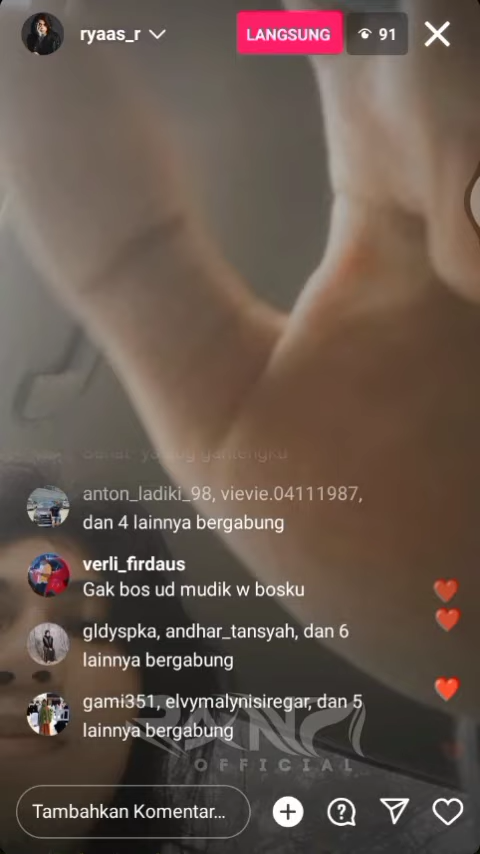 ryaas_r
LANGSUNG
91
anton_ladiki_98, vievie.04111987,
dan 4 lainnya bergabung
verli_firdaus
Gak bos ud mudik w bosku
gldyspka, andhar_tansyah, dan 6
lainnya bergabung
gami351, elvymalynisiregar, dan 5
lainnya bergabung
OFFICIAL
Tambahkan Komentar...